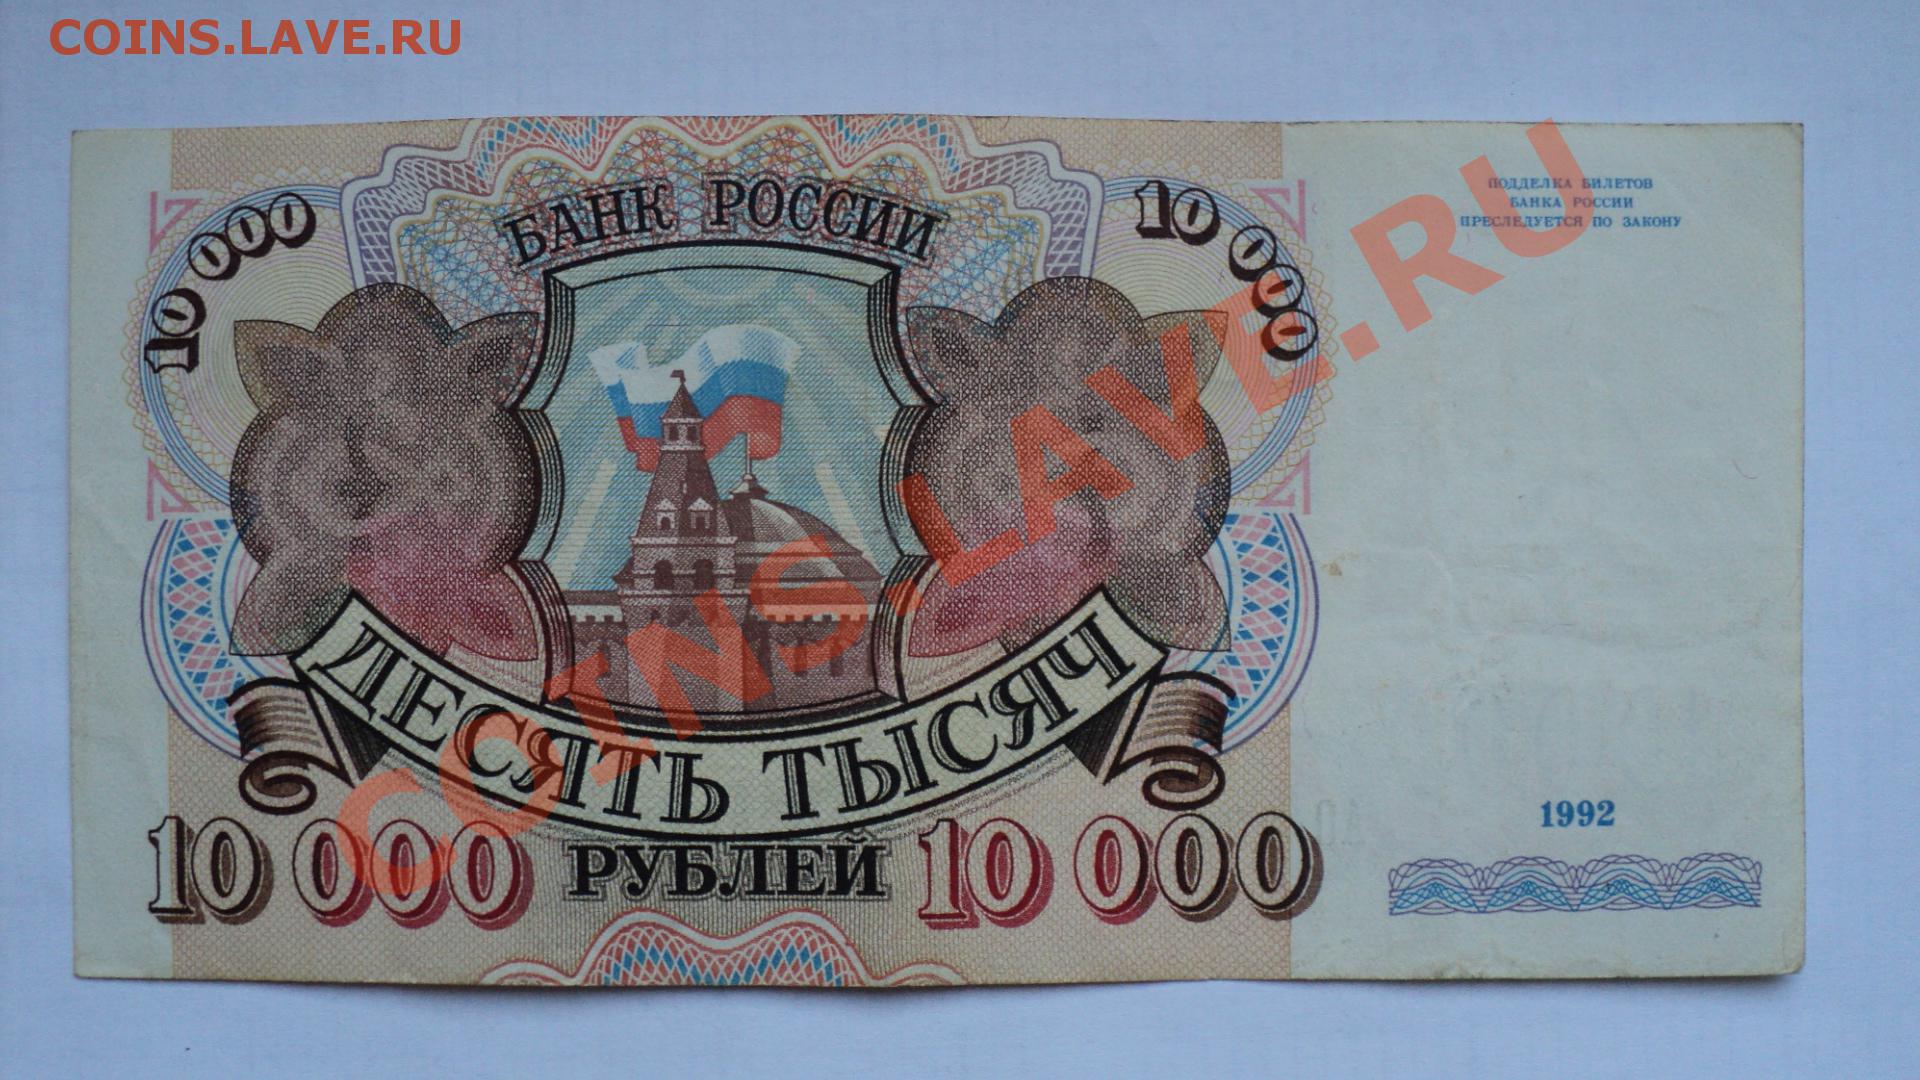 COINS.LAVE.RU
БАНК РОССИИ
10 000
10 000
ПОДДЕЛКА БИЛЕТОВ
БАНКА РОССИИ
ПРЕСЛЕДУЕТСЯ ПО ЗАКОНУ
COINS.LAVE.RU
ДЕСЯТЬ ТЫСЯЧ
10 000
РУБЛЕЙ
10 000
1992